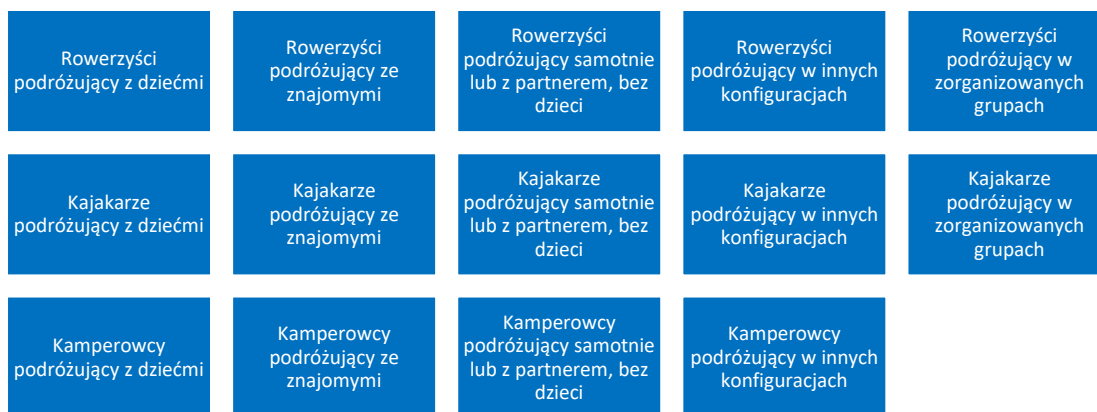 Rowerzyści
podróżujący z dziećmi
Rowerzyści
podróżujący ze
znajomymi
Rowerzyści
podróżujący samotnie
lub z partnerem, bez
dzieci
Rowerzyści
podróżujący w innych
konfiguracjach
Rowerzyści
podróżujący w
zorganizowanych
grupach
Kajakarze
podróżujący z dziećmi
Kajakarze
podróżujący ze
znajomymi
Kajakarze
podróżujący samotnie
lub z partnerem, bez
dzieci
Kajakarze
podróżujący w innych
konfiguracjach
Kajakarze
podróżujący w
zorganizowanych
grupach
Kamperowcy
podróżujący z dziećmi
Kamperowcy
podróżujący ze
znajomymi
Kamperowcy
podróżujący samotnie
lub z partnerem, bez
dzieci
Kamperowcy
podróżujący w innych
konfiguracjach